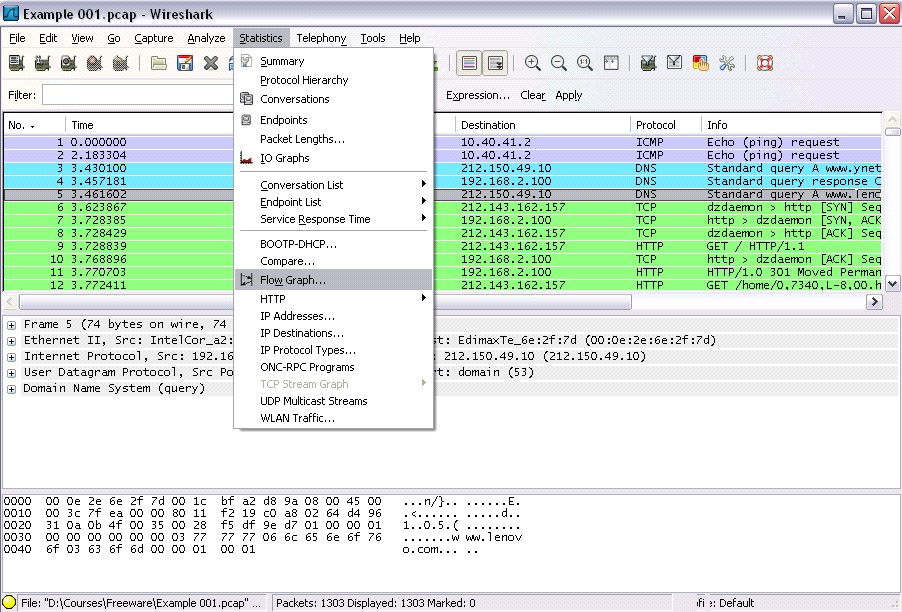 Example 001.pcap - Wireshark
File Edit View Go Capture Analyze Statistics Telephony Tools Help
Filter: Expression... Clear Apply
Summary
Protocol Hierarchy
Conversations
Endpoints
Packet Lengths...
IO Graphs
Conversation List
Endpoint List
Service Response Time
BOOTP-DHCP...
Compare...
Flow Graph...
HTTP
IP Addresses...
IP Destinations...
IP Protocol Types...
ONC-RPC Programs
TCP Stream Graph
UDP Multicast Streams
WLAN Traffic...
No. Time Destination Protocol Info
1 0.000000 10.40.41.2 ICMP Echo (ping) request
2 2.183304 10.40.41.2 ICMP Echo (ping) request
3 3.430100 212.150.49.10 DNS Standard query A www.ynet
4 3.457181 192.168.2.100 DNS Standard query response C
5 3.461602 212.150.49.10 DNS Standard query A www.leno
6 3.623867 212.143.162.157 TCP dzdaemon > http [SYN] Seq
7 3.728385 192.168.2.100 TCP http > dzdaemon [SYN, ACK
8 3.728429 212.143.162.157 TCP dzdaemon > http [ACK] Seq
9 3.728839 212.143.162.157 HTTP GET / HTTP/1.1
10 3.768896 192.168.2.100 TCP http > dzdaemon [ACK] Seq
11 3.770703 192.168.2.100 HTTP HTTP/1.0 301 Moved Perman
12 3.772411 212.143.162.157 HTTP GET /home/0,7340,L-8,00.h
Frame 5 (74 bytes on wire, 74
Ethernet II, Src: IntelCor_a2: st: EdimaxTe_6e:2f:7d (00:0e:2e:6e:2f:7d)
Internet Protocol, Src: 192.16 : 212.150.49.10 (212.150.49.10)
User Datagram Protocol, Src Po rt: domain (53)
Domain Name System (query)
0000 00 0e 2e 6e 2f 7d 00 1c bf a2 d8 9a 08 00 45 00 ...n/}.. ......E.
0010 00 3c 7f ea 00 00 80 11 f2 19 c0 a8 02 64 d4 96 .<...... .....d..
0020 31 0a 0b 4f 00 35 00 28 f5 df 9e d7 01 00 00 01 1..O.5.( ........
0030 00 00 00 00 00 00 03 77 77 77 06 6c 65 6e 6f 76 .......w ww.lenov
0040 6f 03 63 6f 6d 00 00 01 00 01 o.com... ..
File: "D:\Courses\Freeware\Example 001.pcap" ... Packets: 1303 Displayed: 1303 Marked: 0 ofile: Default